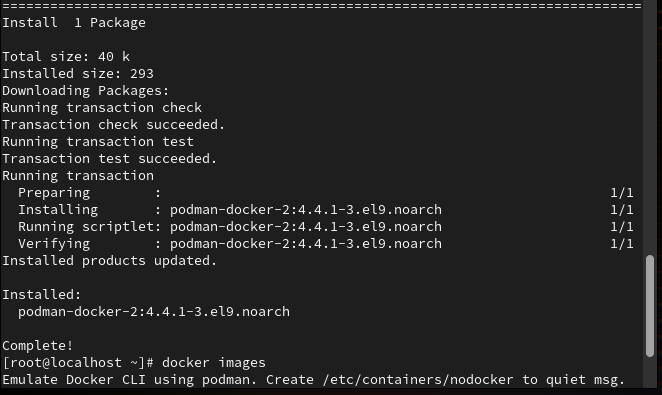 ================================================================================
Install  1 Package

Total size: 40 k
Installed size: 293
Downloading Packages:
Running transaction check
Transaction check succeeded.
Running transaction test
Transaction test succeeded.
Running transaction
  Preparing        :                                                        1/1
  Installing       : podman-docker-2:4.4.1-3.el9.noarch                     1/1
  Running scriptlet: podman-docker-2:4.4.1-3.el9.noarch                     1/1
  Verifying        : podman-docker-2:4.4.1-3.el9.noarch                     1/1
Installed products updated.

Installed:
  podman-docker-2:4.4.1-3.el9.noarch

Complete!
[root@localhost ~]# docker images
Emulate Docker CLI using podman. Create /etc/containers/nodocker to quiet msg.